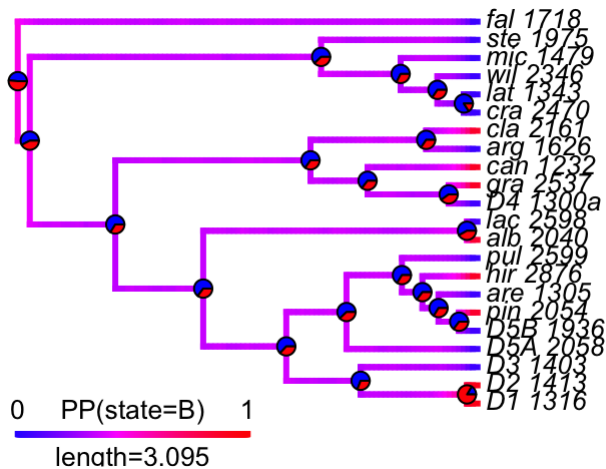 fal 1718
ste 1975
mic 1479
wil 2346
lat 1343
cra 2470
cla 2161
arg 1626
can 1232
gra 2537
D4 1300a
lac 2598
alb 2040
pul 2599
hir 2876
are 1305
pin 2054
D5B 1936
D5A 2058
D3 1403
D2 1413
D1 1316
0 PP(state=B) 1
length=3.095